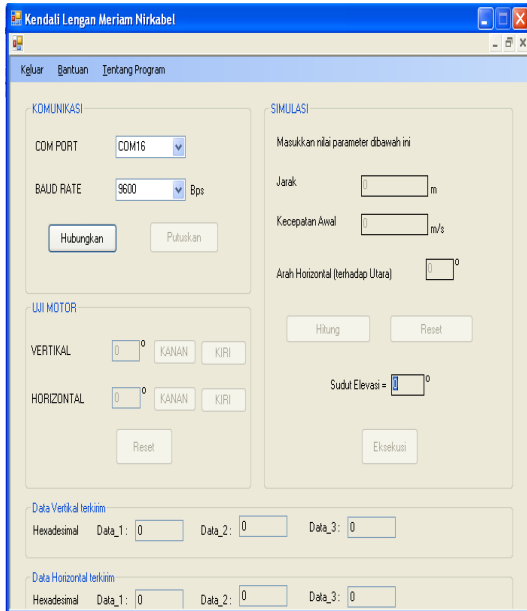 Kendali Lengan Meriam Nirkabel
Keluar Bantuan Tentang Program
KOMUNIKASI
COM PORT COM16
BAUD RATE 9600 Bps
Hubungkan Putuskan
UJI MOTOR
VERTIKAL 0 ° KANAN KIRI
HORIZONTAL 0 ° KANAN KIRI
Reset
SIMULASI
Masukkan nilai parameter dibawah ini
Jarak 0 m
Kecepatan Awal 0 m/s
Arah Horizontal (terhadap Utara) 0 °
Hitung Reset
Sudut Elevasi = 0 °
Eksekusi
Data Vertikal terkirim
Hexadesimal Data_1 : 0 Data_2 : 0 Data_3 : 0
Data Horizontal terkirim
Hexadesimal Data_1 : 0 Data_2 : 0 Data_3 : 0